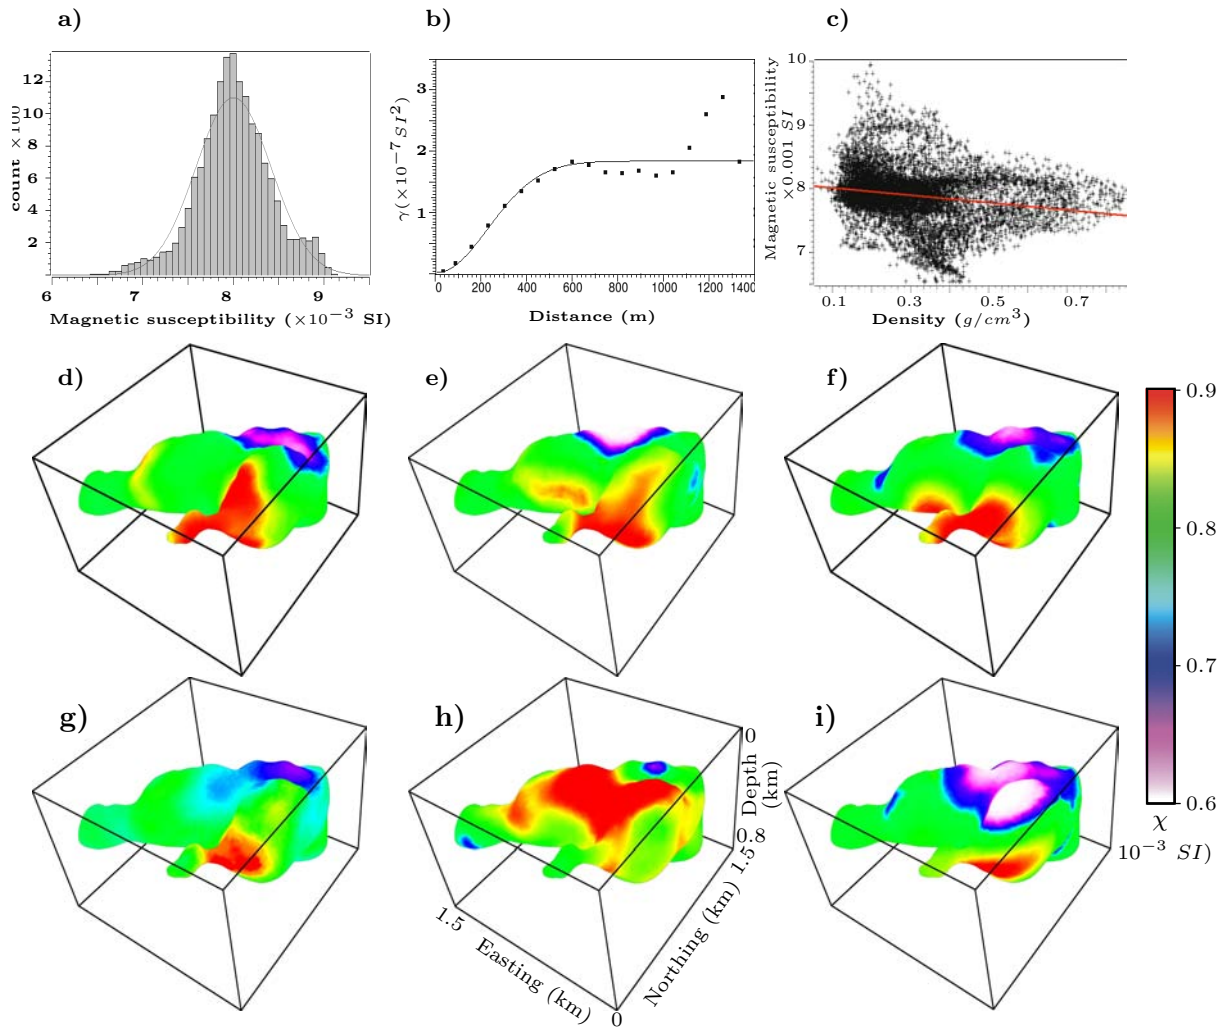 a)
b)
c)
count ×100
12
10
8
6
4
2
6
7
8
9
Magnetic susceptibility (×10⁻³ SI)
γ(×10⁻⁷ SI²)
3
2
1
0
200
400
600
800
1000
1200
1400
Distance (m)
Magnetic susceptibility
×0.001 SI
10
9
8
7
0.1
0.3
0.5
0.7
Density (g/cm³)
d)
e)
f)
0.9
0.8
0.7
0.6
χ
10⁻³ SI)
g)
h)
i)
0
Depth
(km)
0.8
1.5
Northing (km)
1.5
Easting (km)
0